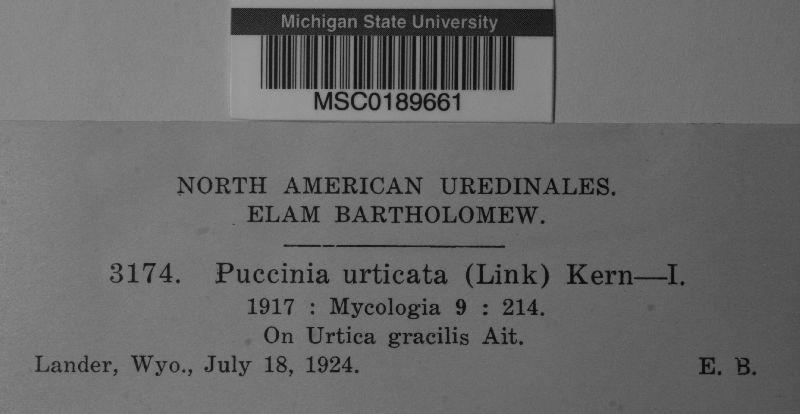 Michigan State University
MSC0189661
NORTH AMERICAN UREDINALES.
ELAM BARTHOLOMEW.
3174. Puccinia urticata (Link) Kern—I.
1917 : Mycologia 9 : 214.
On Urtica gracilis Ait.
Lander, Wyo., July 18, 1924. E. B.